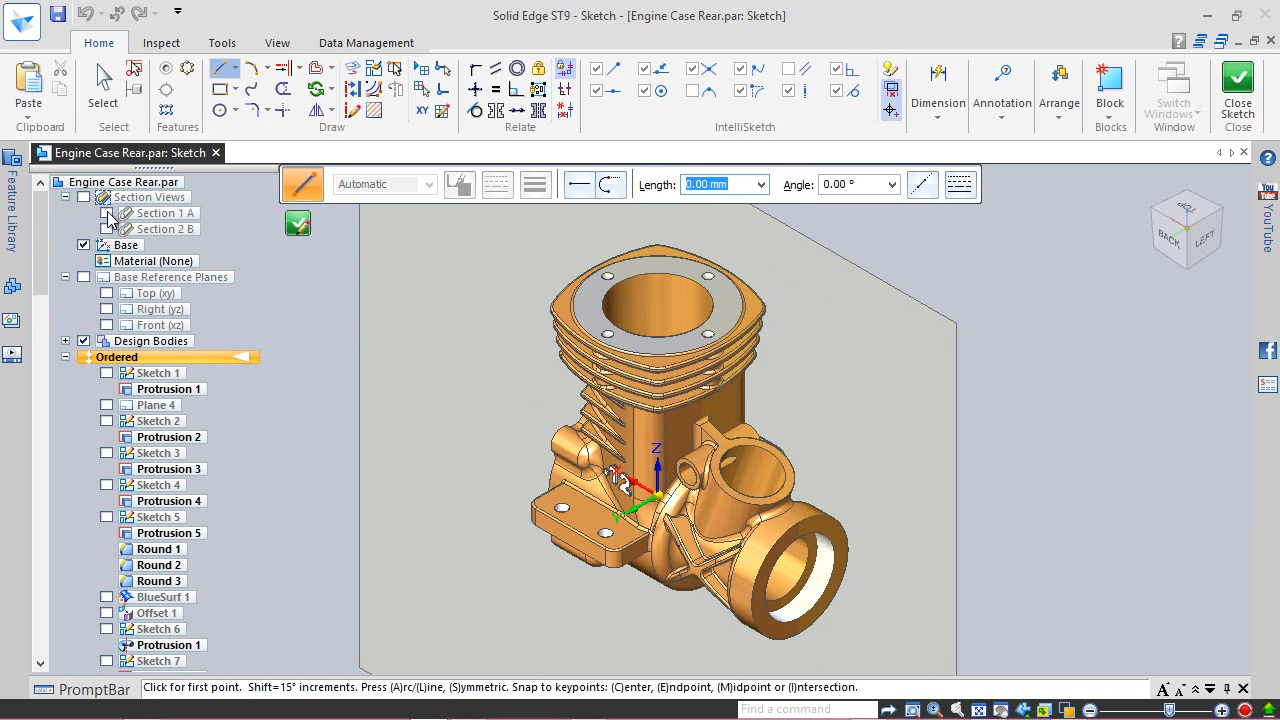 Solid Edge ST9 - Sketch - [Engine Case Rear.par: Sketch]
Home
Inspect
Tools
View
Data Management
Paste
Select
Dimension
Annotation
Arrange
Block
Switch
Windows
Close
Sketch
XY
Clipboard
Select
Features
Draw
Relate
IntelliSketch
Blocks
Window
Close
Engine Case Rear.par: Sketch
Feature Library
Engine Case Rear.par
Section Views
Section 1 A
Section 2 B
Base
Material (None)
Base Reference Planes
Top (xy)
Right (yz)
Front (xz)
Design Bodies
Ordered
Sketch 1
Protrusion 1
Plane 4
Sketch 2
Protrusion 2
Sketch 3
Protrusion 3
Sketch 4
Protrusion 4
Sketch 5
Protrusion 5
Round 1
Round 2
Round 3
BlueSurf 1
Offset 1
Sketch 6
Protrusion 1
Sketch 7
Automatic
Length:
0.00 mm
Angle:
0.00 °
TOP
BACK
LEFT
Z
12
Y
You
Tube
YouTube
PromptBar
Click for first point. Shift=15° increments. Press (A)rc/(L)ine, (S)ymmetric. Snap to keypoints: (C)enter, (E)ndpoint, (M)idpoint or (I)ntersection.
Find a command